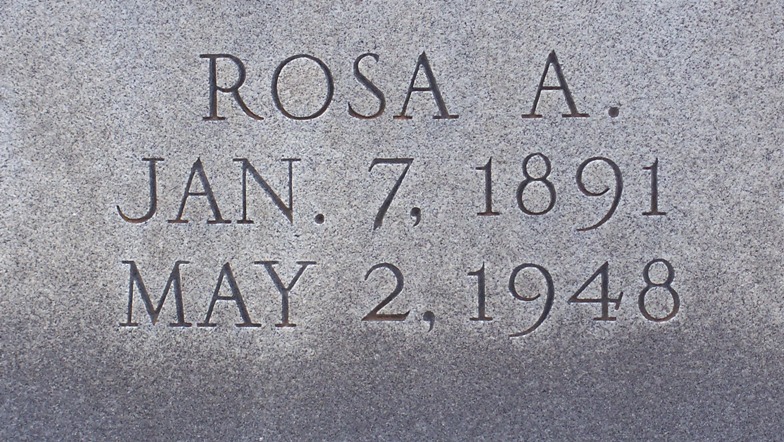 ROSA A.
JAN. 7, 1891
MAY 2, 1948